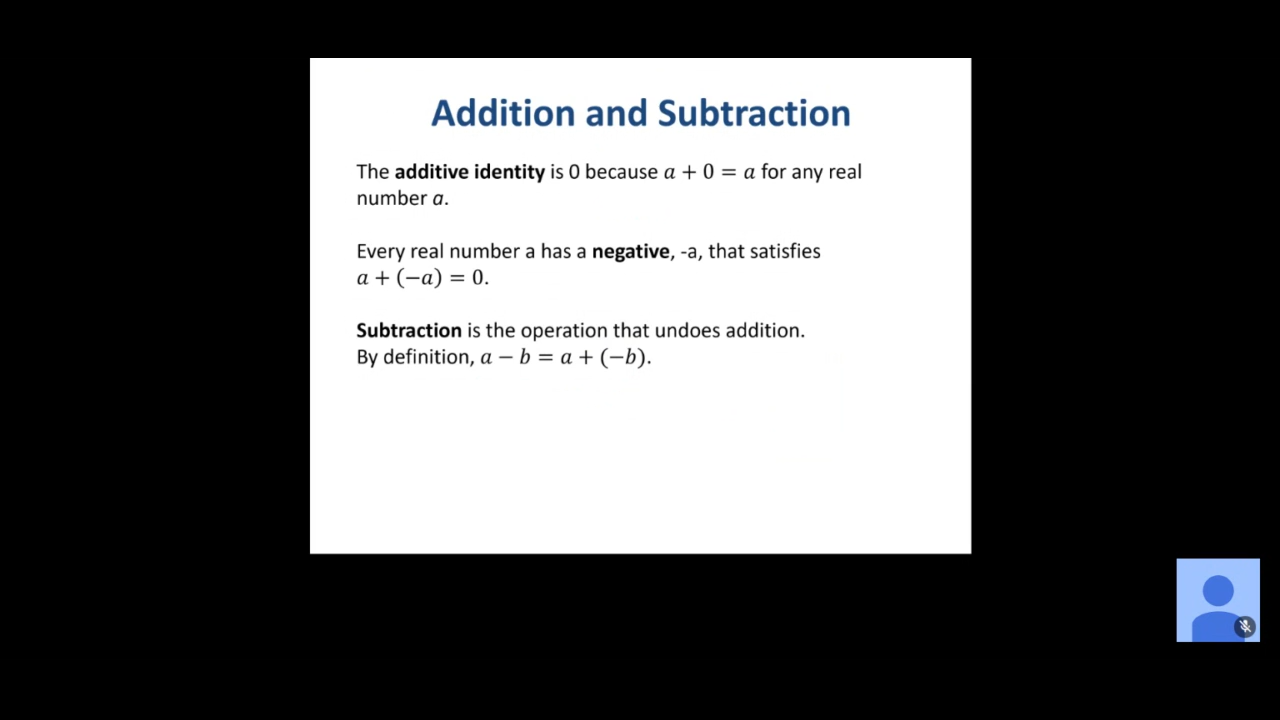 Addition and Subtraction
The additive identity is 0 because a + 0 = a for any real
number a.
Every real number a has a negative, -a, that satisfies
a + (−a) = 0.
Subtraction is the operation that undoes addition.
By definition, a − b = a + (−b).